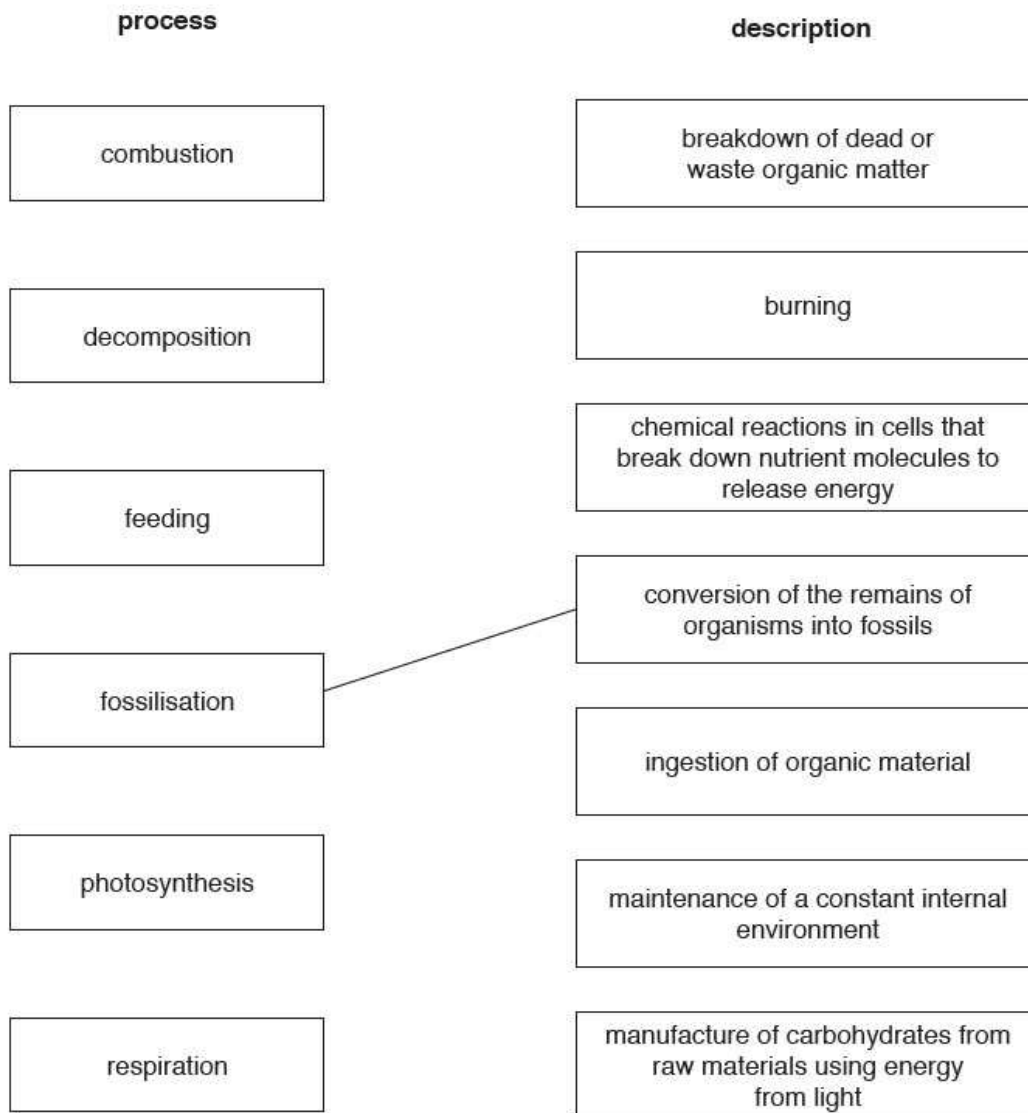 process
description
combustion
decomposition
feeding
fossilisation
photosynthesis
respiration
breakdown of dead or
waste organic matter
burning
chemical reactions in cells that
break down nutrient molecules to
release energy
conversion of the remains of
organisms into fossils
ingestion of organic material
maintenance of a constant internal
environment
manufacture of carbohydrates from
raw materials using energy
from light